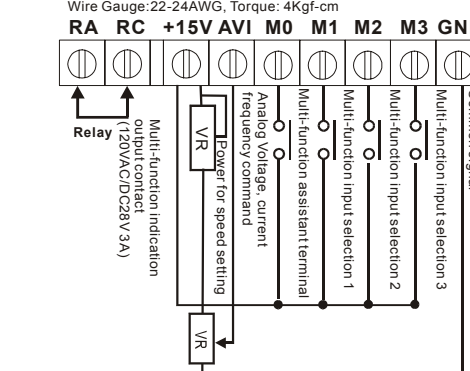 Wire Gauge:22-24AWG, Torque: 4Kgf-cm
RA RC +15V AVI M0 M1 M2 M3 GN
Relay
Multi-function indication
output contact
(120VAC/DC28V 3A)
VR
Power for speed setting
Analog Voltage, current
frequency command
Multi-function assistant terminal
Multi-function input selection 1
Multi-function input selection 2
Multi-function input selection 3
VR